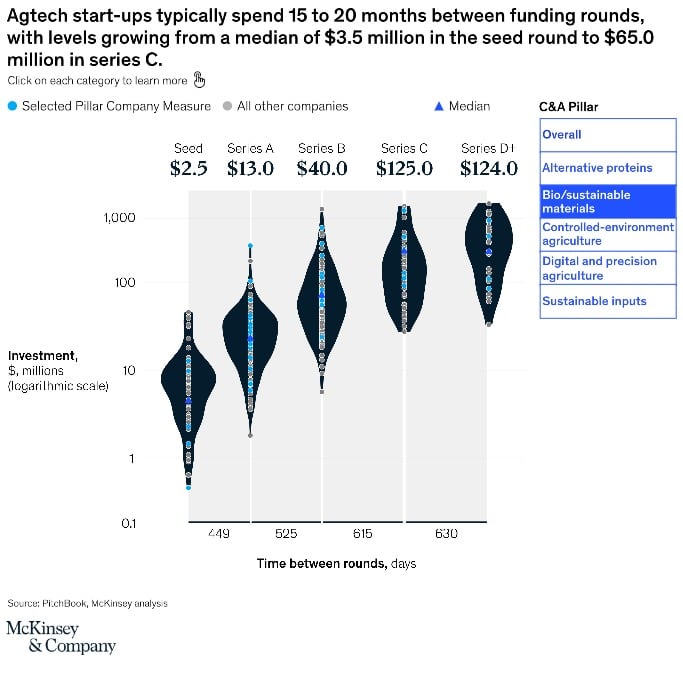 Agtech start-ups typically spend 15 to 20 months between funding rounds,
with levels growing from a median of $3.5 million in the seed round to $65.0
million in series C.
Click on each category to learn more
Selected Pillar Company Measure All other companies Median
C&A Pillar
Overall
Alternative proteins
Bio/sustainable
materials
Controlled-environment
agriculture
Digital and precision
agriculture
Sustainable inputs
Seed Series A Series B Series C Series D+
$2.5 $13.0 $40.0 $125.0 $124.0
1,000
100
Investment,
$, millions
(logarithmic scale)
10
1
0.1
449 525 615 630
Time between rounds, days
Source: PitchBook, McKinsey analysis
McKinsey
& Company